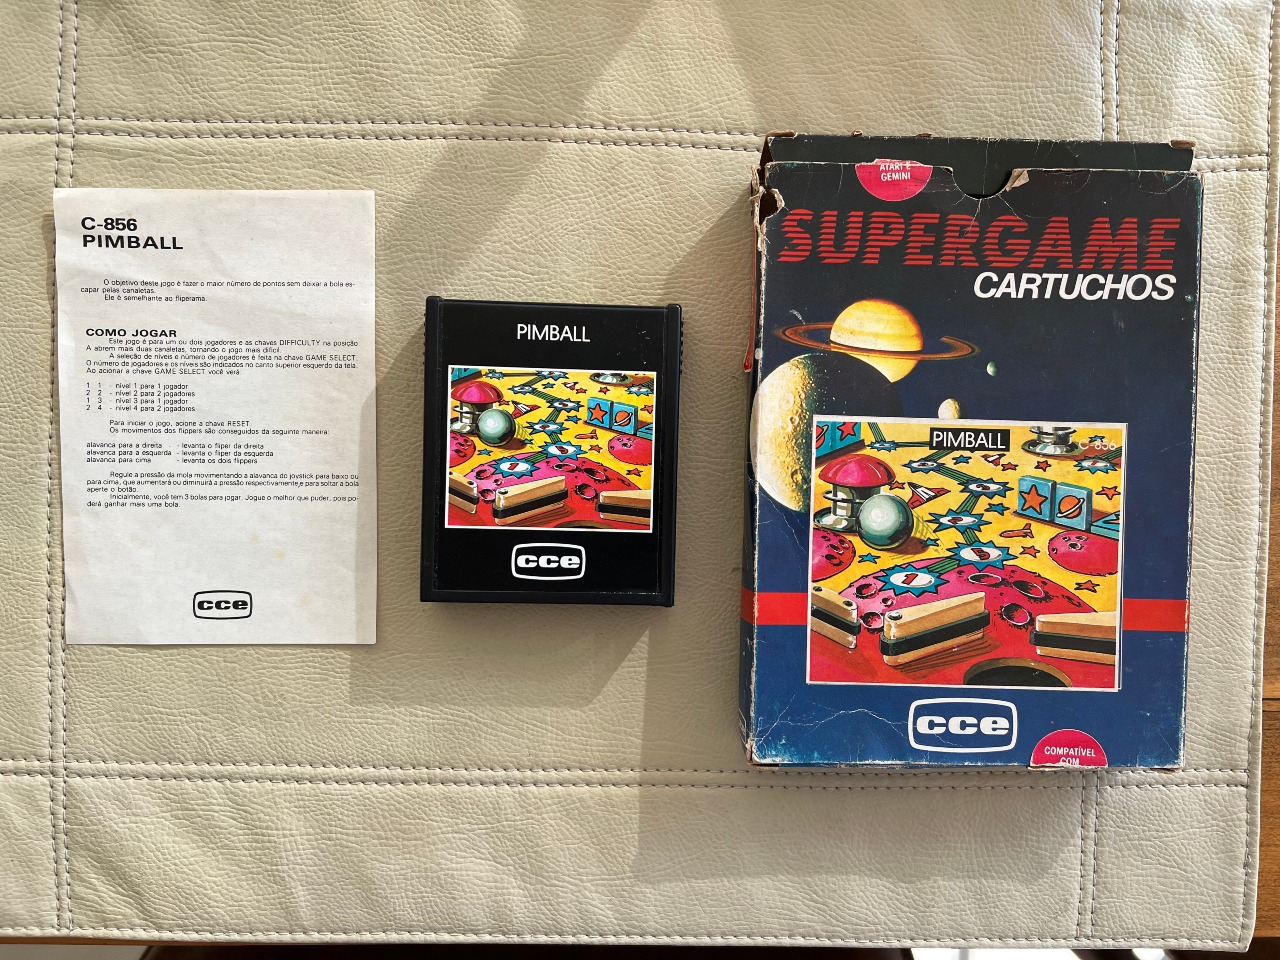 C-856
PIMBALL
O objetivo deste jogo é fazer o maior número de pontos sem deixar a bola es-
capar pelas canaletas.
Ele é semelhante ao fliperama.
COMO JOGAR
Este jogo é para um ou dois jogadores e as chaves DIFFICULTY na posição
A abrem mais duas canaletas, tornando o jogo mais difícil.
A seleção de níveis e número de jogadores é feita na chave GAME SELECT.
O número de jogadores e os níveis são indicados no canto superior esquerdo da tela.
Ao acionar a chave GAME SELECT você verá:
1 1 - nível 1 para 1 jogador
2 2 - nível 2 para 2 jogadores
1 3 - nível 3 para 1 jogador
2 4 - nível 4 para 2 jogadores
Para iniciar o jogo, acione a chave RESET.
Os movimentos dos flippers são conseguidos da seguinte maneira:
alavanca para a direita - levanta o fliper da direita
alavanca para a esquerda - levanta o fliper da esquerda
alavanca para cima - levanta os dois flippers
Regule a pressão da mola movimentando a alavanca do joystick para baixo ou
para cima, que aumentará ou diminuirá a pressão respectivamente,e para soltar a bola
aperte o botão.
Inicialmente, você tem 3 bolas para jogar. Jogue o melhor que puder, pois po-
derá ganhar mais uma bola.
cce
PIMBALL
cce
ATARI E
GEMINI
SUPERGAME
CARTUCHOS
PIMBALL
C-856
cce
COMPATÍVEL
COM